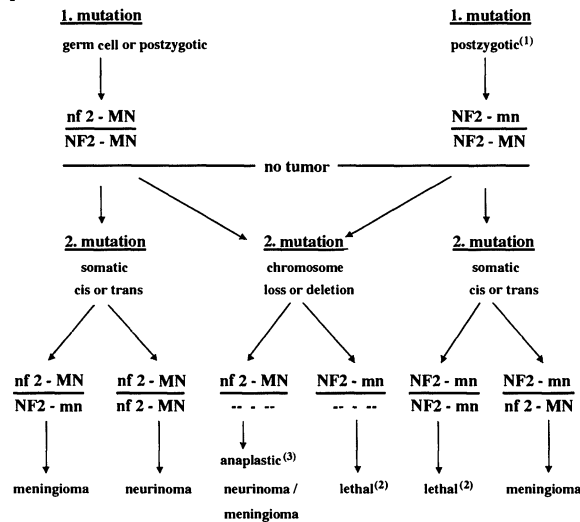 1. mutation
germ cell or postzygotic
1. mutation
postzygotic(1)
nf 2 - MN
NF2 - MN
NF2 - mn
NF2 - MN
no tumor
2. mutation
somatic
cis or trans
2. mutation
chromosome
loss or deletion
2. mutation
somatic
cis or trans
nf 2 - MN
NF2 - mn
meningioma
nf 2 - MN
nf 2 - MN
neurinoma
nf 2 - MN
-- - --
anaplastic(3)
neurinoma /
meningioma
NF2 - mn
-- - --
lethal(2)
NF2 - mn
NF2 - mn
lethal(2)
NF2 - mn
nf 2 - MN
meningioma